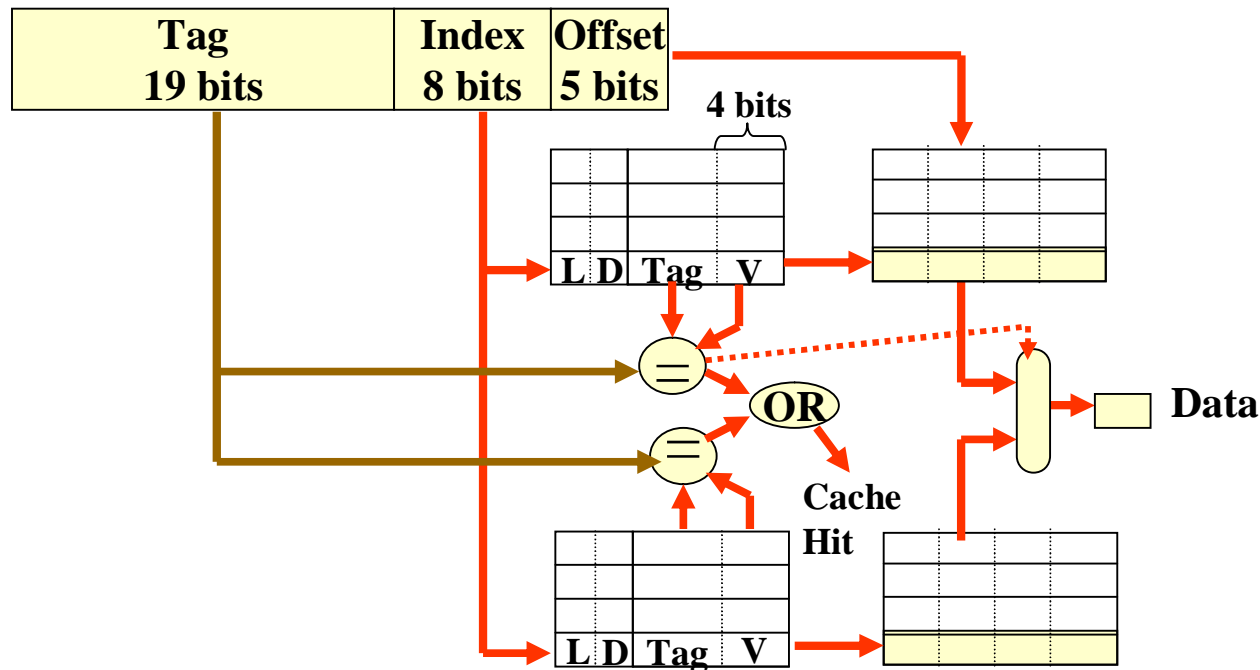 Tag
19 bits
Index
8 bits
Offset
5 bits
4 bits
L D Tag V
=
OR
=
Data
Cache
Hit
L D Tag V